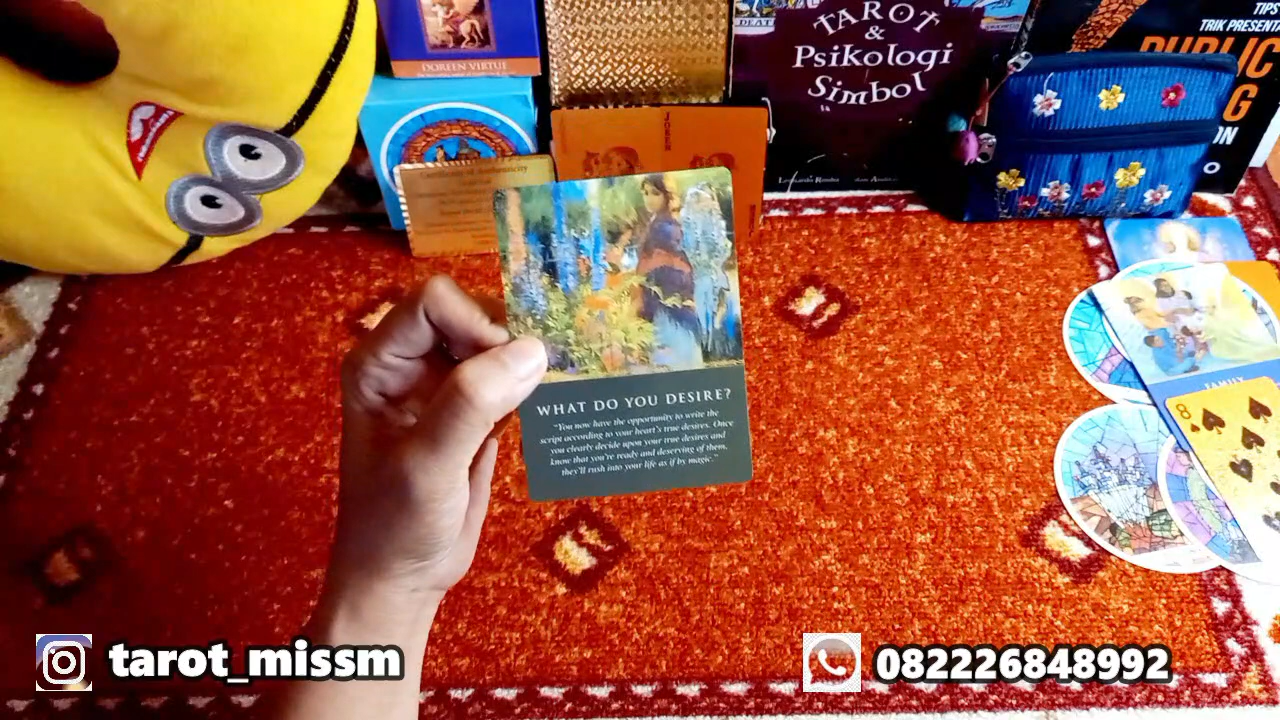 DOREEN VIRTUE
DEATH
TAROT
&
Psikologi
Simbol
TIPS
TRIK PRESENTA
PUBLIC
G
ON
JOKER
Certificate of Authenticity
WHAT DO YOU DESIRE?
"You now have the opportunity to write the
script according to your heart's true desires. Once
you clearly decide upon your true desires and
know that you're ready and deserving of them,
they'll rush into your life as if by magic."
FAMILY
8
tarot_missm
082226848992